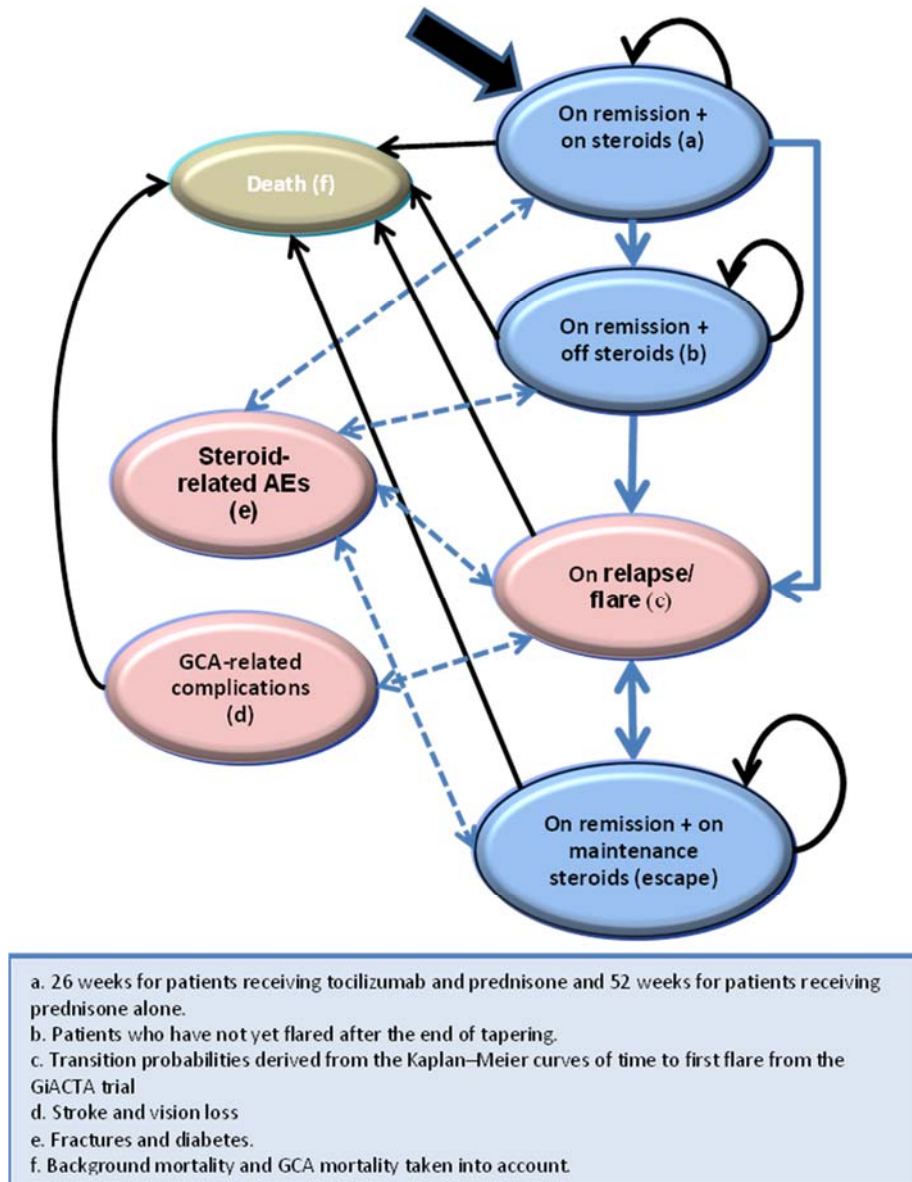 On remission +
on steroids (a)
Death (f)
On remission +
off steroids (b)
Steroid-
related AEs
(e)
On relapse/
flare (c)
GCA-related
complications
(d)
On remission + on
maintenance
steroids (escape)
a. 26 weeks for patients receiving tocilizumab and prednisone and 52 weeks for patients receiving
prednisone alone.
b. Patients who have not yet flared after the end of tapering.
c. Transition probabilities derived from the Kaplan–Meier curves of time to first flare from the
GiACTA trial
d. Stroke and vision loss
e. Fractures and diabetes.
f. Background mortality and GCA mortality taken into account.